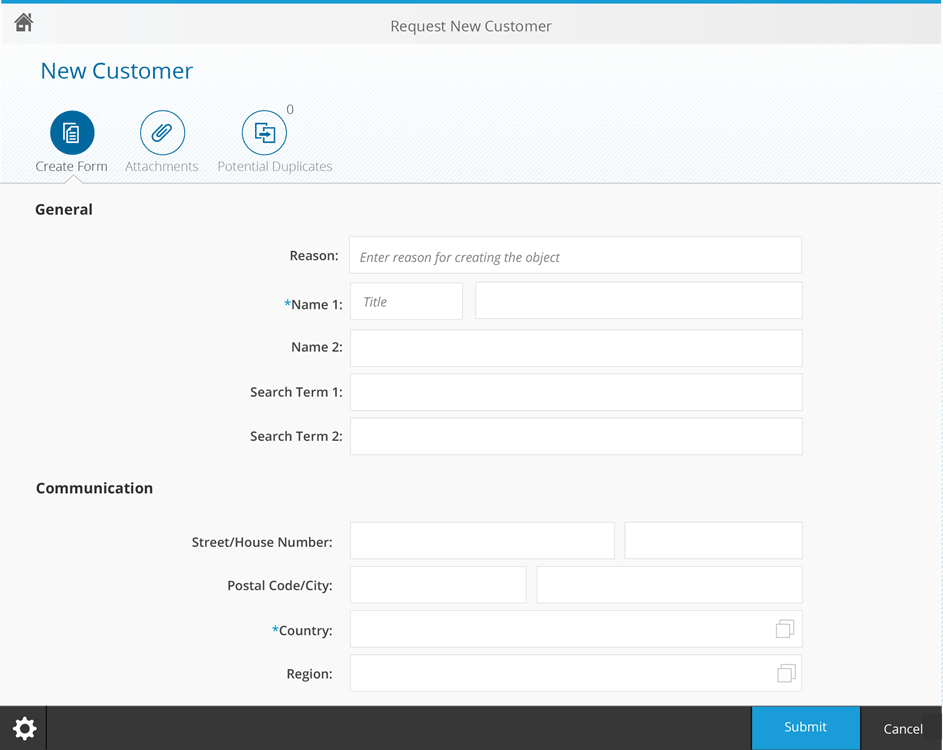 Request New Customer
New Customer
0
Create Form Attachments Potential Duplicates
General
Reason: Enter reason for creating the object
*Name 1: Title
Name 2:
Search Term 1:
Search Term 2:
Communication
Street/House Number:
Postal Code/City:
*Country:
Region:
Submit Cancel